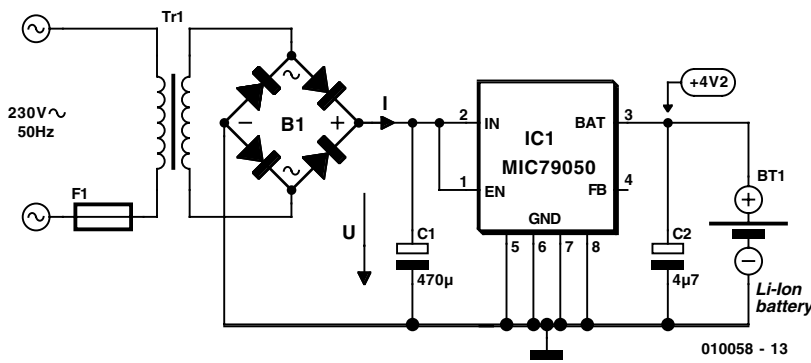 Tr1
230V~
50Hz
F1
B1
−
+
~
~
I
U
C1
470µ
2
IN
1
EN
IC1
MIC79050
BAT
3
FB
4
GND
5
6
7
8
+4V2
C2
4µ7
BT1
+
−
Li-Ion
battery
010058 - 13